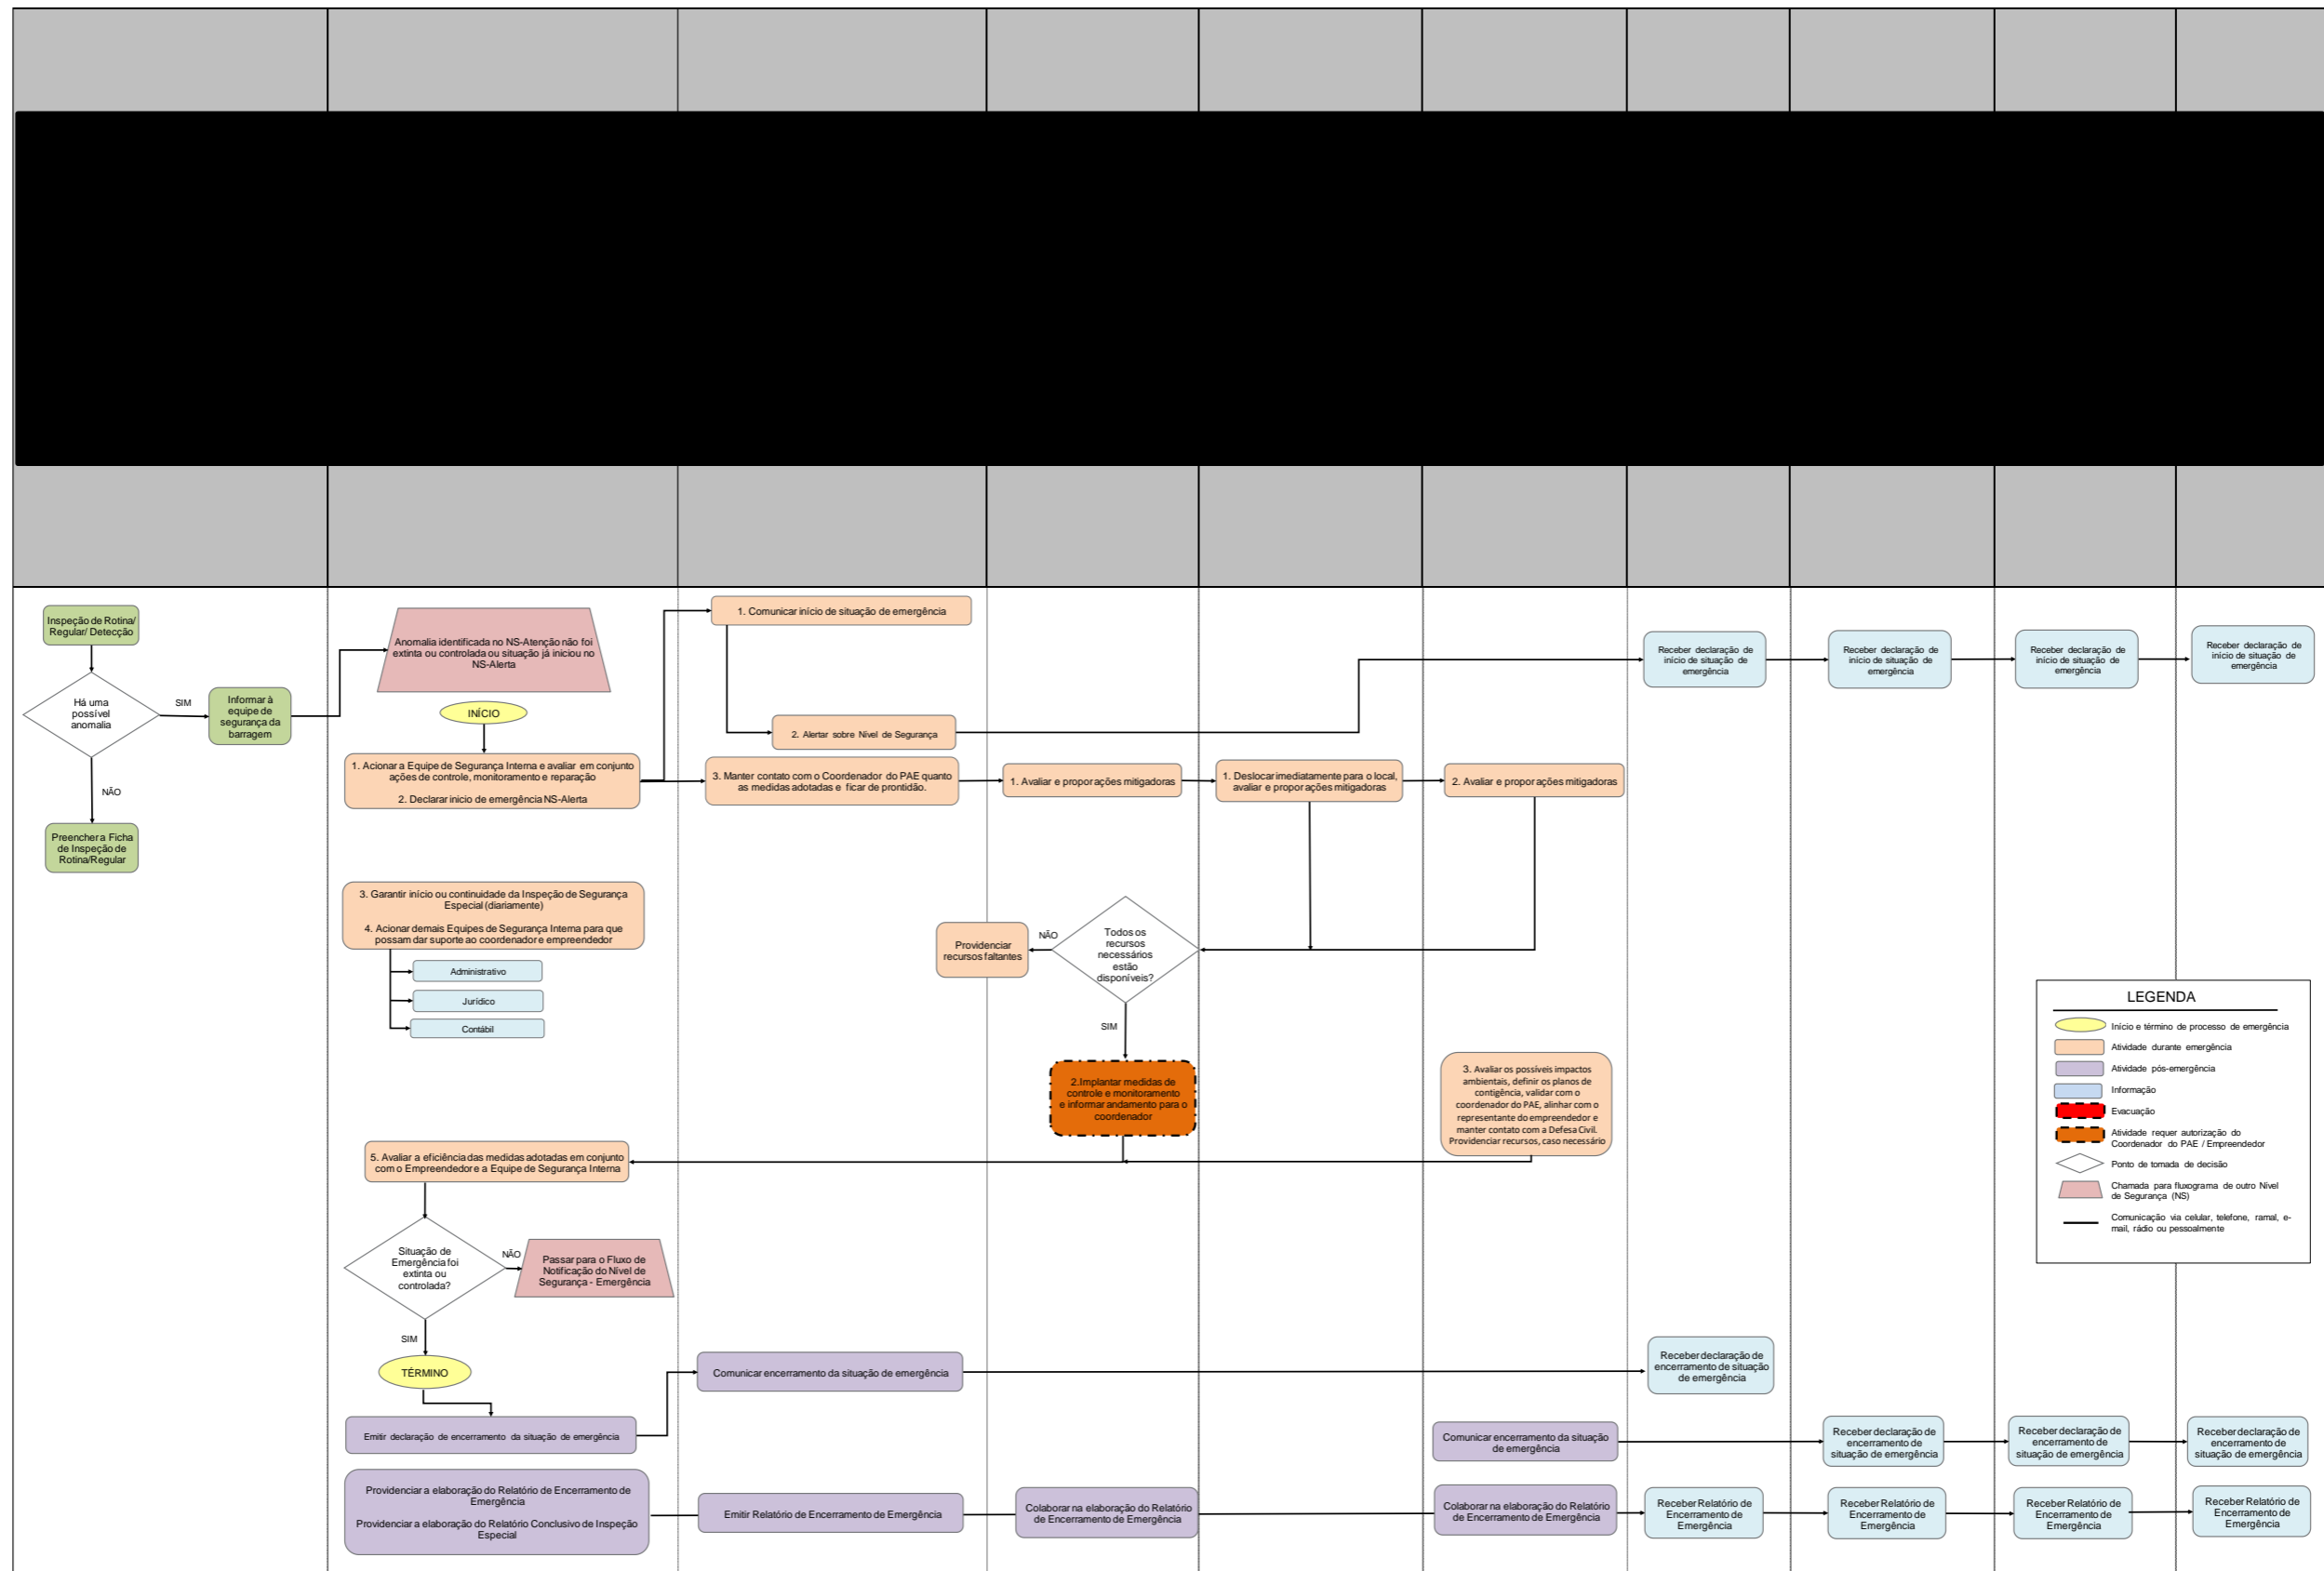 Inspeção de Rotina/
Regular/ Detecção
Há uma
possível
anomalia
SIM
Informar à
equipe de
segurança da
barragem
NÃO
Preencher a Ficha
de Inspeção de
Rotina/Regular
Anomalia identificada no NS-Atenção não foi
extinta ou controlada ou situação já iniciou no
NS-Alerta
INÍCIO
1. Acionar a Equipe de Segurança Interna e avaliar em conjunto
ações de controle, monitoramento e reparação
2. Declarar inicio de emergência NS-Alerta
1. Comunicar início de situação de emergência
2. Alertar sobre Nível de Segurança
3. Manter contato com o Coordenador do PAE quanto
as medidas adotadas e ficar de prontidão.
1. Avaliar e propor ações mitigadoras
1. Deslocar imediatamente para o local,
avaliar e propor ações mitigadoras
2. Avaliar e propor ações mitigadoras
Receber declaração de
início de situação de
emergência
Receber declaração de
início de situação de
emergência
Receber declaração de
início de situação de
emergência
Receber declaração de
início de situação de
emergência
3. Garantir início ou continuidade da Inspeção de Segurança
Especial (diariamente)
4. Acionar demais Equipes de Segurança Interna para que
possam dar suporte ao coordenador e empreendedor
Administrativo
Jurídico
Contábil
Providenciar
recursos faltantes
NÃO
Todos os
recursos
necessários
estão
disponíveis?
SIM
2.Implantar medidas de
controle e monitoramento
e informar andamento para o
coordenador
3. Avaliar os possíveis impactos
ambientais, definir os planos de
contigência, validar com o
coordenador do PAE, alinhar com o
representante do empreendedor e
manter contato com a Defesa Civil.
Providenciar recursos, caso necessário
LEGENDA
Início e término de processo de emergência
Atividade durante emergência
Atividade pós-emergência
Informação
Evacuação
Atividade requer autorização do
Coordenador do PAE / Empreendedor
Ponto de tomada de decisão
Chamada para fluxograma de outro Nível
de Segurança (NS)
Comunicação via celular, telefone, ramal, e-
mail, rádio ou pessoalmente
5. Avaliar a eficiência das medidas adotadas em conjunto
com o Empreendedor e a Equipe de Segurança Interna
Situação de
Emergência foi
extinta ou
controlada?
NÃO
Passar para o Fluxo de
Notificação do Nível de
Segurança - Emergência
SIM
TÉRMINO
Emitir declaração de encerramento da situação de emergência
Comunicar encerramento da situação de emergência
Receber declaração de
encerramento de situação
de emergência
Comunicar encerramento da situação
de emergência
Receber declaração de
encerramento de
situação de emergência
Receber declaração de
encerramento de
situação de emergência
Receber declaração de
encerramento de
situação de emergência
Providenciar a elaboração do Relatório de Encerramento de
Emergência
Providenciar a elaboração do Relatório Conclusivo de Inspeção
Especial
Emitir Relatório de Encerramento de Emergência
Colaborar na elaboração do Relatório
de Encerramento de Emergência
Colaborar na elaboração do Relatório
de Encerramento de Emergência
Receber Relatório de
Encerramento de
Emergência
Receber Relatório de
Encerramento de
Emergência
Receber Relatório de
Encerramento de
Emergência
Receber Relatório de
Encerramento de
Emergência